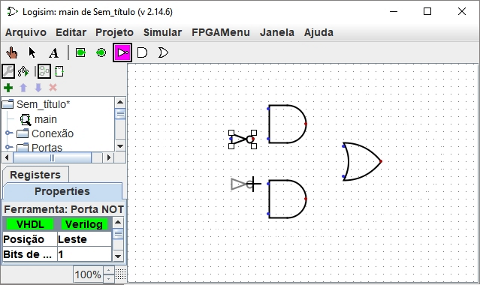 Logisim: main de Sem_título (v 2.14.6)
Arquivo Editar Projeto Simular FPGAMenu Janela Ajuda
A
Sem_título*
main
Conexão
Portas
Registers
Properties
Ferramenta: Porta NOT
VHDL Verilog
Posição Leste
Bits de ... 1
100%